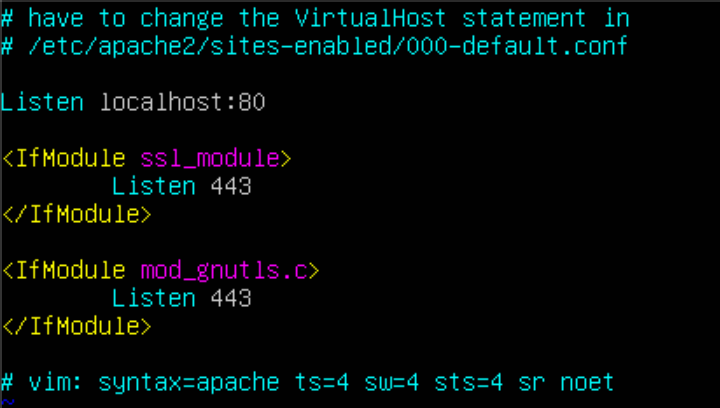 # have to change the VirtualHost statement in
# /etc/apache2/sites-enabled/000-default.conf
Listen localhost:80
<IfModule ssl_module>
Listen 443
</IfModule>
<IfModule mod_gnutls.c>
Listen 443
</IfModule>
# vim: syntax=apache ts=4 sw=4 sts=4 sr noet
~